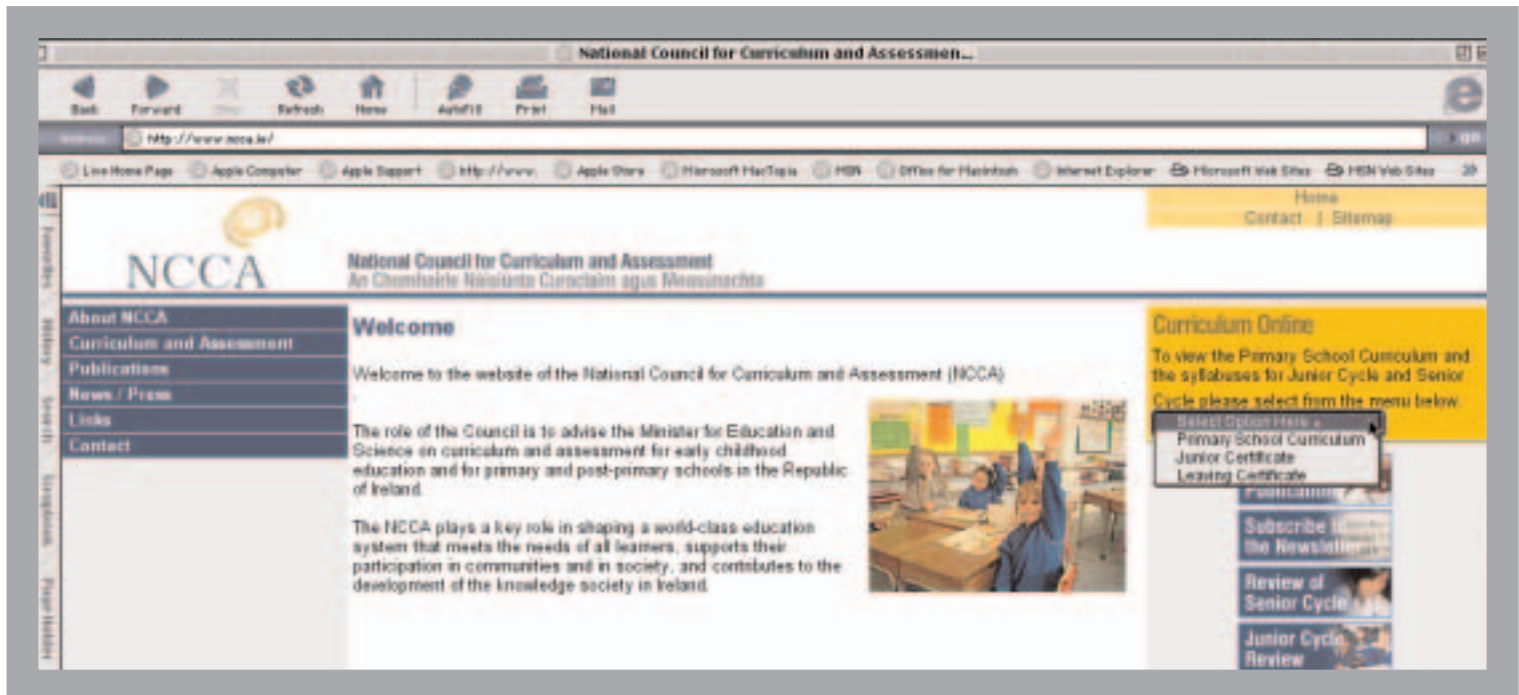 National Council for Curriculum and Assessmen...
Back Forward Stop Refresh Home AutoFill Print Mail
http://www.ncca.ie/ go
Live Home Page Apple Computer Apple Support http://www. Apple Store Microsoft MacTopia MSN Office for Macintosh Internet Explorer Microsoft Web Sites MSN Web Sites
Favorites
History
Search
Scrapbook
Page Holder
Home
Contact | Sitemap
NCCA
National Council for Curriculum and Assessment
An Chomhairle Náisiúnta Curaclaim agus Measúnachta
About NCCA
Curriculum and Assessment
Publications
News / Press
Links
Contact
Welcome
Welcome to the website of the National Council for Curriculum and Assessment (NCCA)
The role of the Council is to advise the Minister for Education and
Science on curriculum and assessment for early childhood
education and for primary and post-primary schools in the Republic
of Ireland.
The NCCA plays a key role in shaping a world-class education
system that meets the needs of all learners, supports their
participation in communities and in society, and contributes to the
development of the knowledge society in Ireland.
Curriculum Online
To view the Primary School Curriculum and
the syllabuses for Junior Cycle and Senior
Cycle please select from the menu below.
Select Option Here
Primary School Curriculum
Junior Certificate
Leaving Certificate
Subscribe to
the Newsletter
Review of
Senior Cycle
Junior Cycle
Review